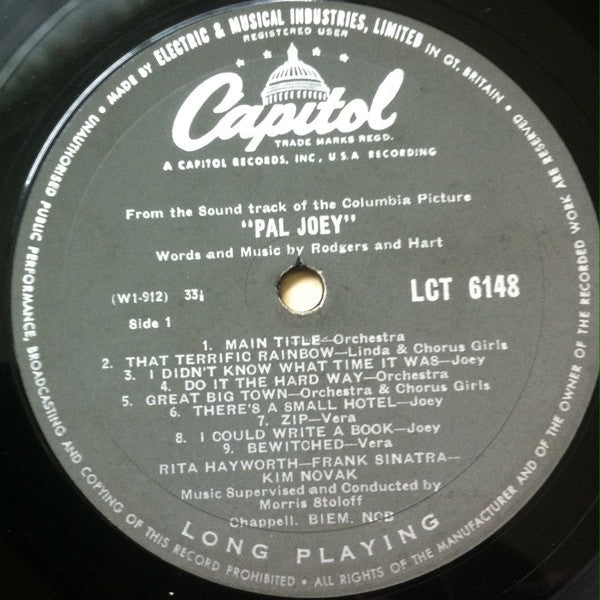 MADE BY ELECTRIC & MUSICAL INDUSTRIES, LIMITED IN GT. BRITAIN •
REGISTERED USER
Capitol
TRADE MARKS REGD.
A CAPITOL RECORDS, INC., U.S.A. RECORDING
From the Sound track of the Columbia Picture
"PAL JOEY"
Words and Music by Rodgers and Hart
(W1-912) 33⅓
LCT 6148
Side 1
1. MAIN TITLE—Orchestra
2. THAT TERRIFIC RAINBOW—Linda & Chorus Girls
3. I DIDN'T KNOW WHAT TIME IT WAS—Joey
4. DO IT THE HARD WAY—Orchestra
5. GREAT BIG TOWN—Orchestra & Chorus Girls
6. THERE'S A SMALL HOTEL—Joey
7. ZIP—Vera
8. I COULD WRITE A BOOK—Joey
9. BEWITCHED—Vera
RITA HAYWORTH—FRANK SINATRA—
KIM NOVAK
Music Supervised and Conducted by
Morris Stoloff
Chappell. BIEM. NCB
LONG PLAYING
ALL RIGHTS OF THE MANUFACTURER AND OF THE OWNER OF THE RECORDED WORK ARE RESERVED •
UNAUTHORISED PUBLIC PERFORMANCE, BROADCASTING AND COPYING OF THIS RECORD PROHIBITED •